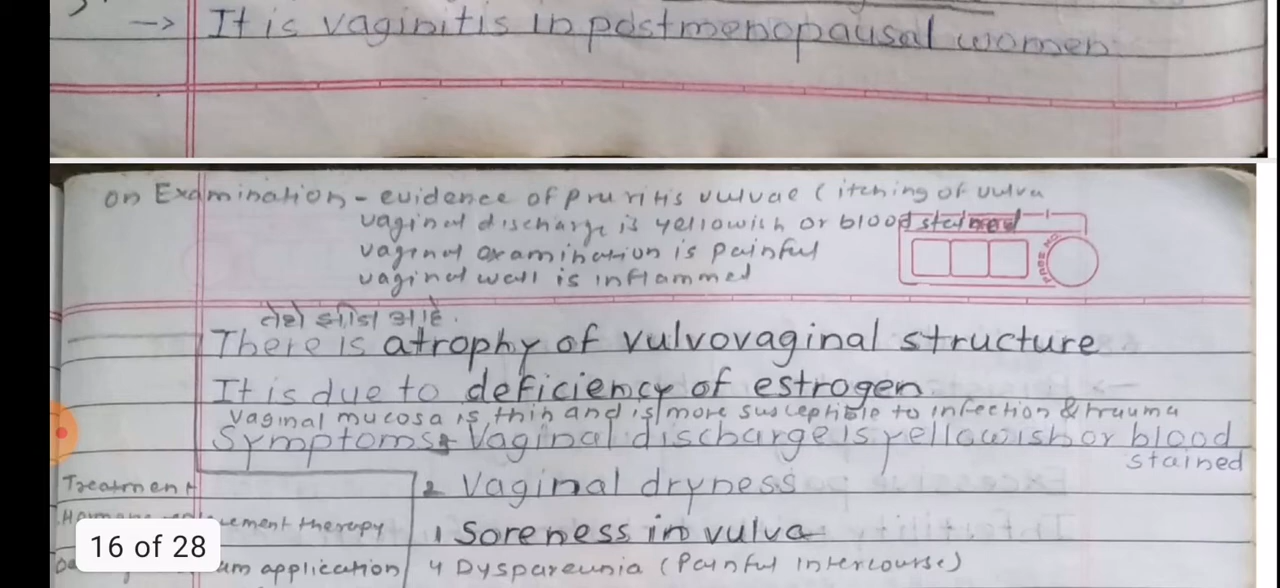 → It is vaginitis in postmenopausal women
on Examination - evidence of pruritis vulvae ( itching of vulva
vaginal discharge is yellowish or blood stained
vaginal examination is painful
vaginal wall is inflammed
PAGE NO.
There is atrophy of vulvovaginal structure
It is due to deficiency of estrogen
vaginal mucosa is thin and is more susceptible to infection & trauma
Symptoms Vaginal discharge is yellowish or blood
stained
Treatment
2 Vaginal dryness
therapy
1 Soreness in vulva
16 of 28
application
4 Dyspareunia (Painful intercourse)